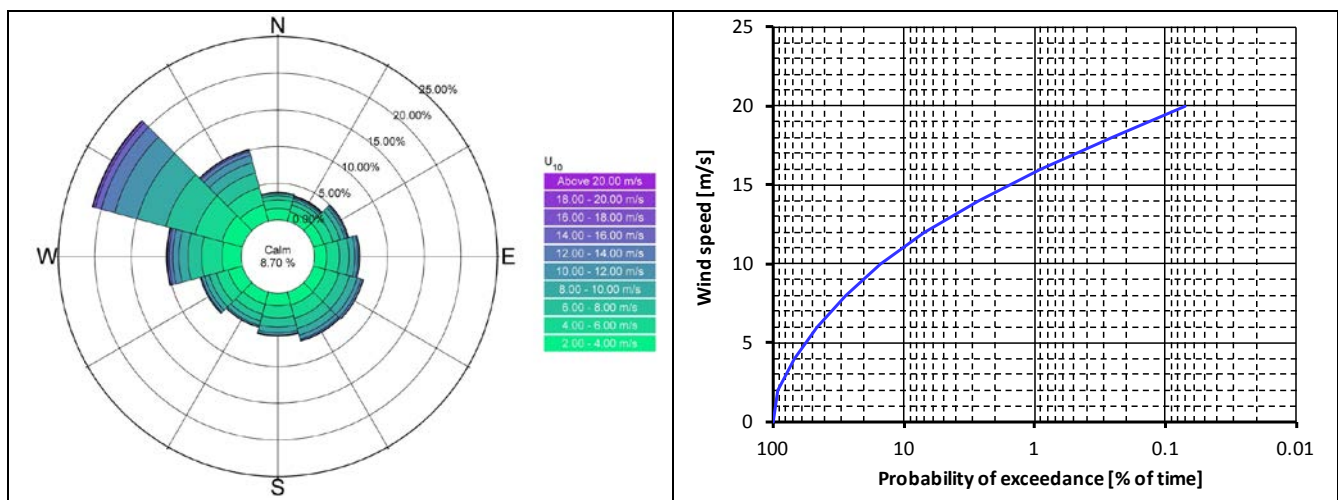 N
25.00%
20.00%
15.00%
10.00%
5.00%
0.00%
W
E
S
Calm
8.70 %
U10
Above 20.00 m/s
18.00 - 20.00 m/s
16.00 - 18.00 m/s
14.00 - 16.00 m/s
12.00 - 14.00 m/s
10.00 - 12.00 m/s
8.00 - 10.00 m/s
6.00 - 8.00 m/s
4.00 - 6.00 m/s
2.00 - 4.00 m/s
Wind speed [m/s]
25
20
15
10
5
0
100 10 1 0.1 0.01
Probability of exceedance [% of time]